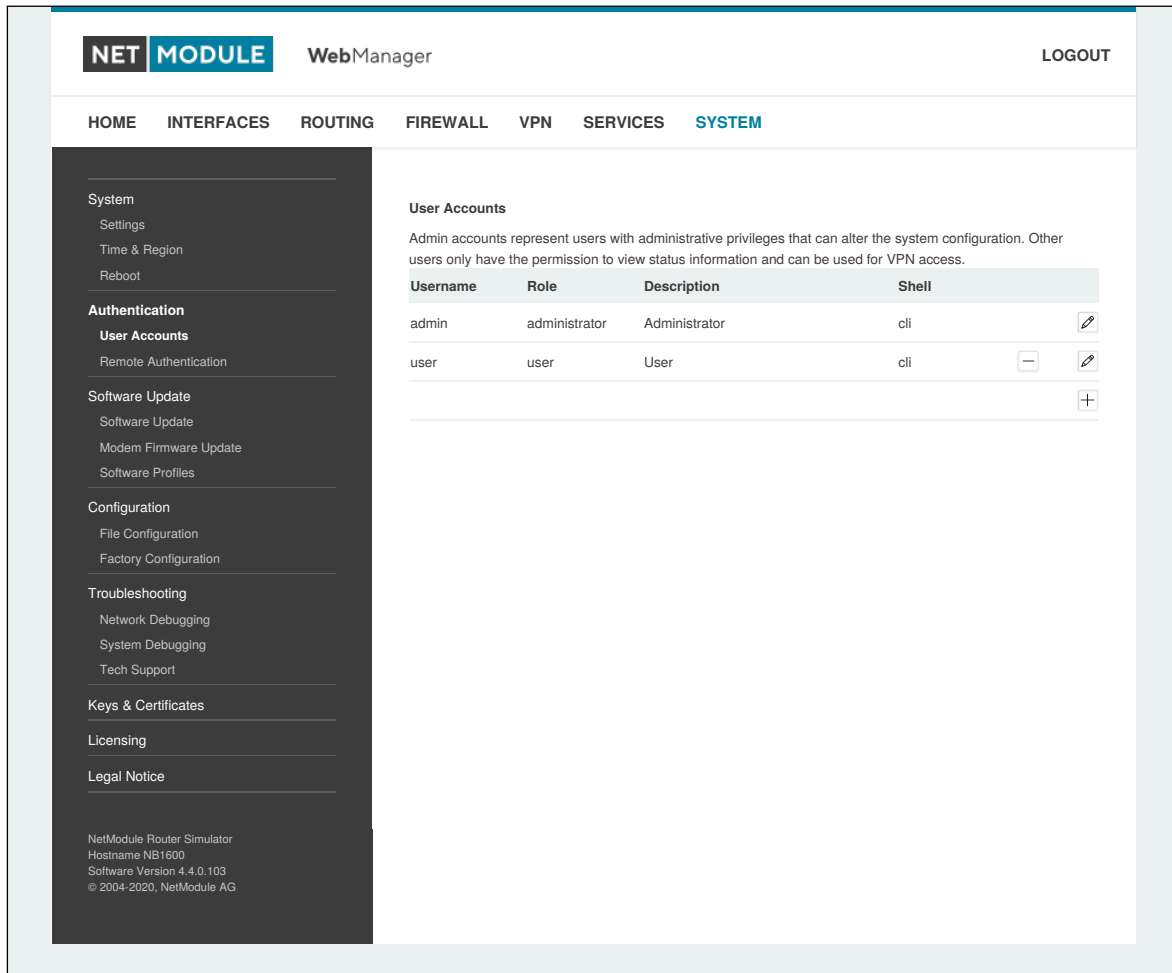 NET MODULE WebManager LOGOUT
HOME INTERFACES ROUTING FIREWALL VPN SERVICES SYSTEM
System
Settings
Time & Region
Reboot
Authentication
User Accounts
Remote Authentication
Software Update
Software Update
Modem Firmware Update
Software Profiles
Configuration
File Configuration
Factory Configuration
Troubleshooting
Network Debugging
System Debugging
Tech Support
Keys & Certificates
Licensing
Legal Notice
NetModule Router Simulator
Hostname NB1600
Software Version 4.4.0.103
© 2004-2020, NetModule AG
User Accounts
Admin accounts represent users with administrative privileges that can alter the system configuration. Other
users only have the permission to view status information and can be used for VPN access.
Username Role Description Shell
admin administrator Administrator cli
user user User cli